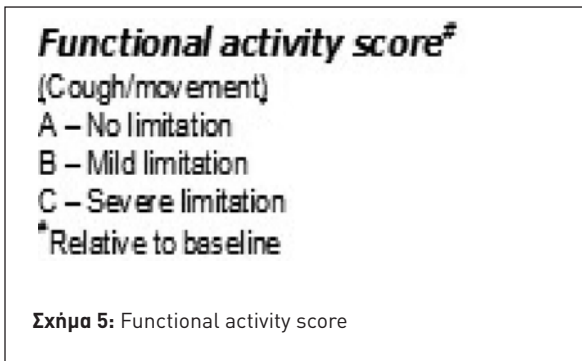 Functional activity score#
(Cough/movement)
A – No limitation
B – Mild limitation
C – Severe limitation
#Relative to baseline
Σχήμα 5: Functional activity score